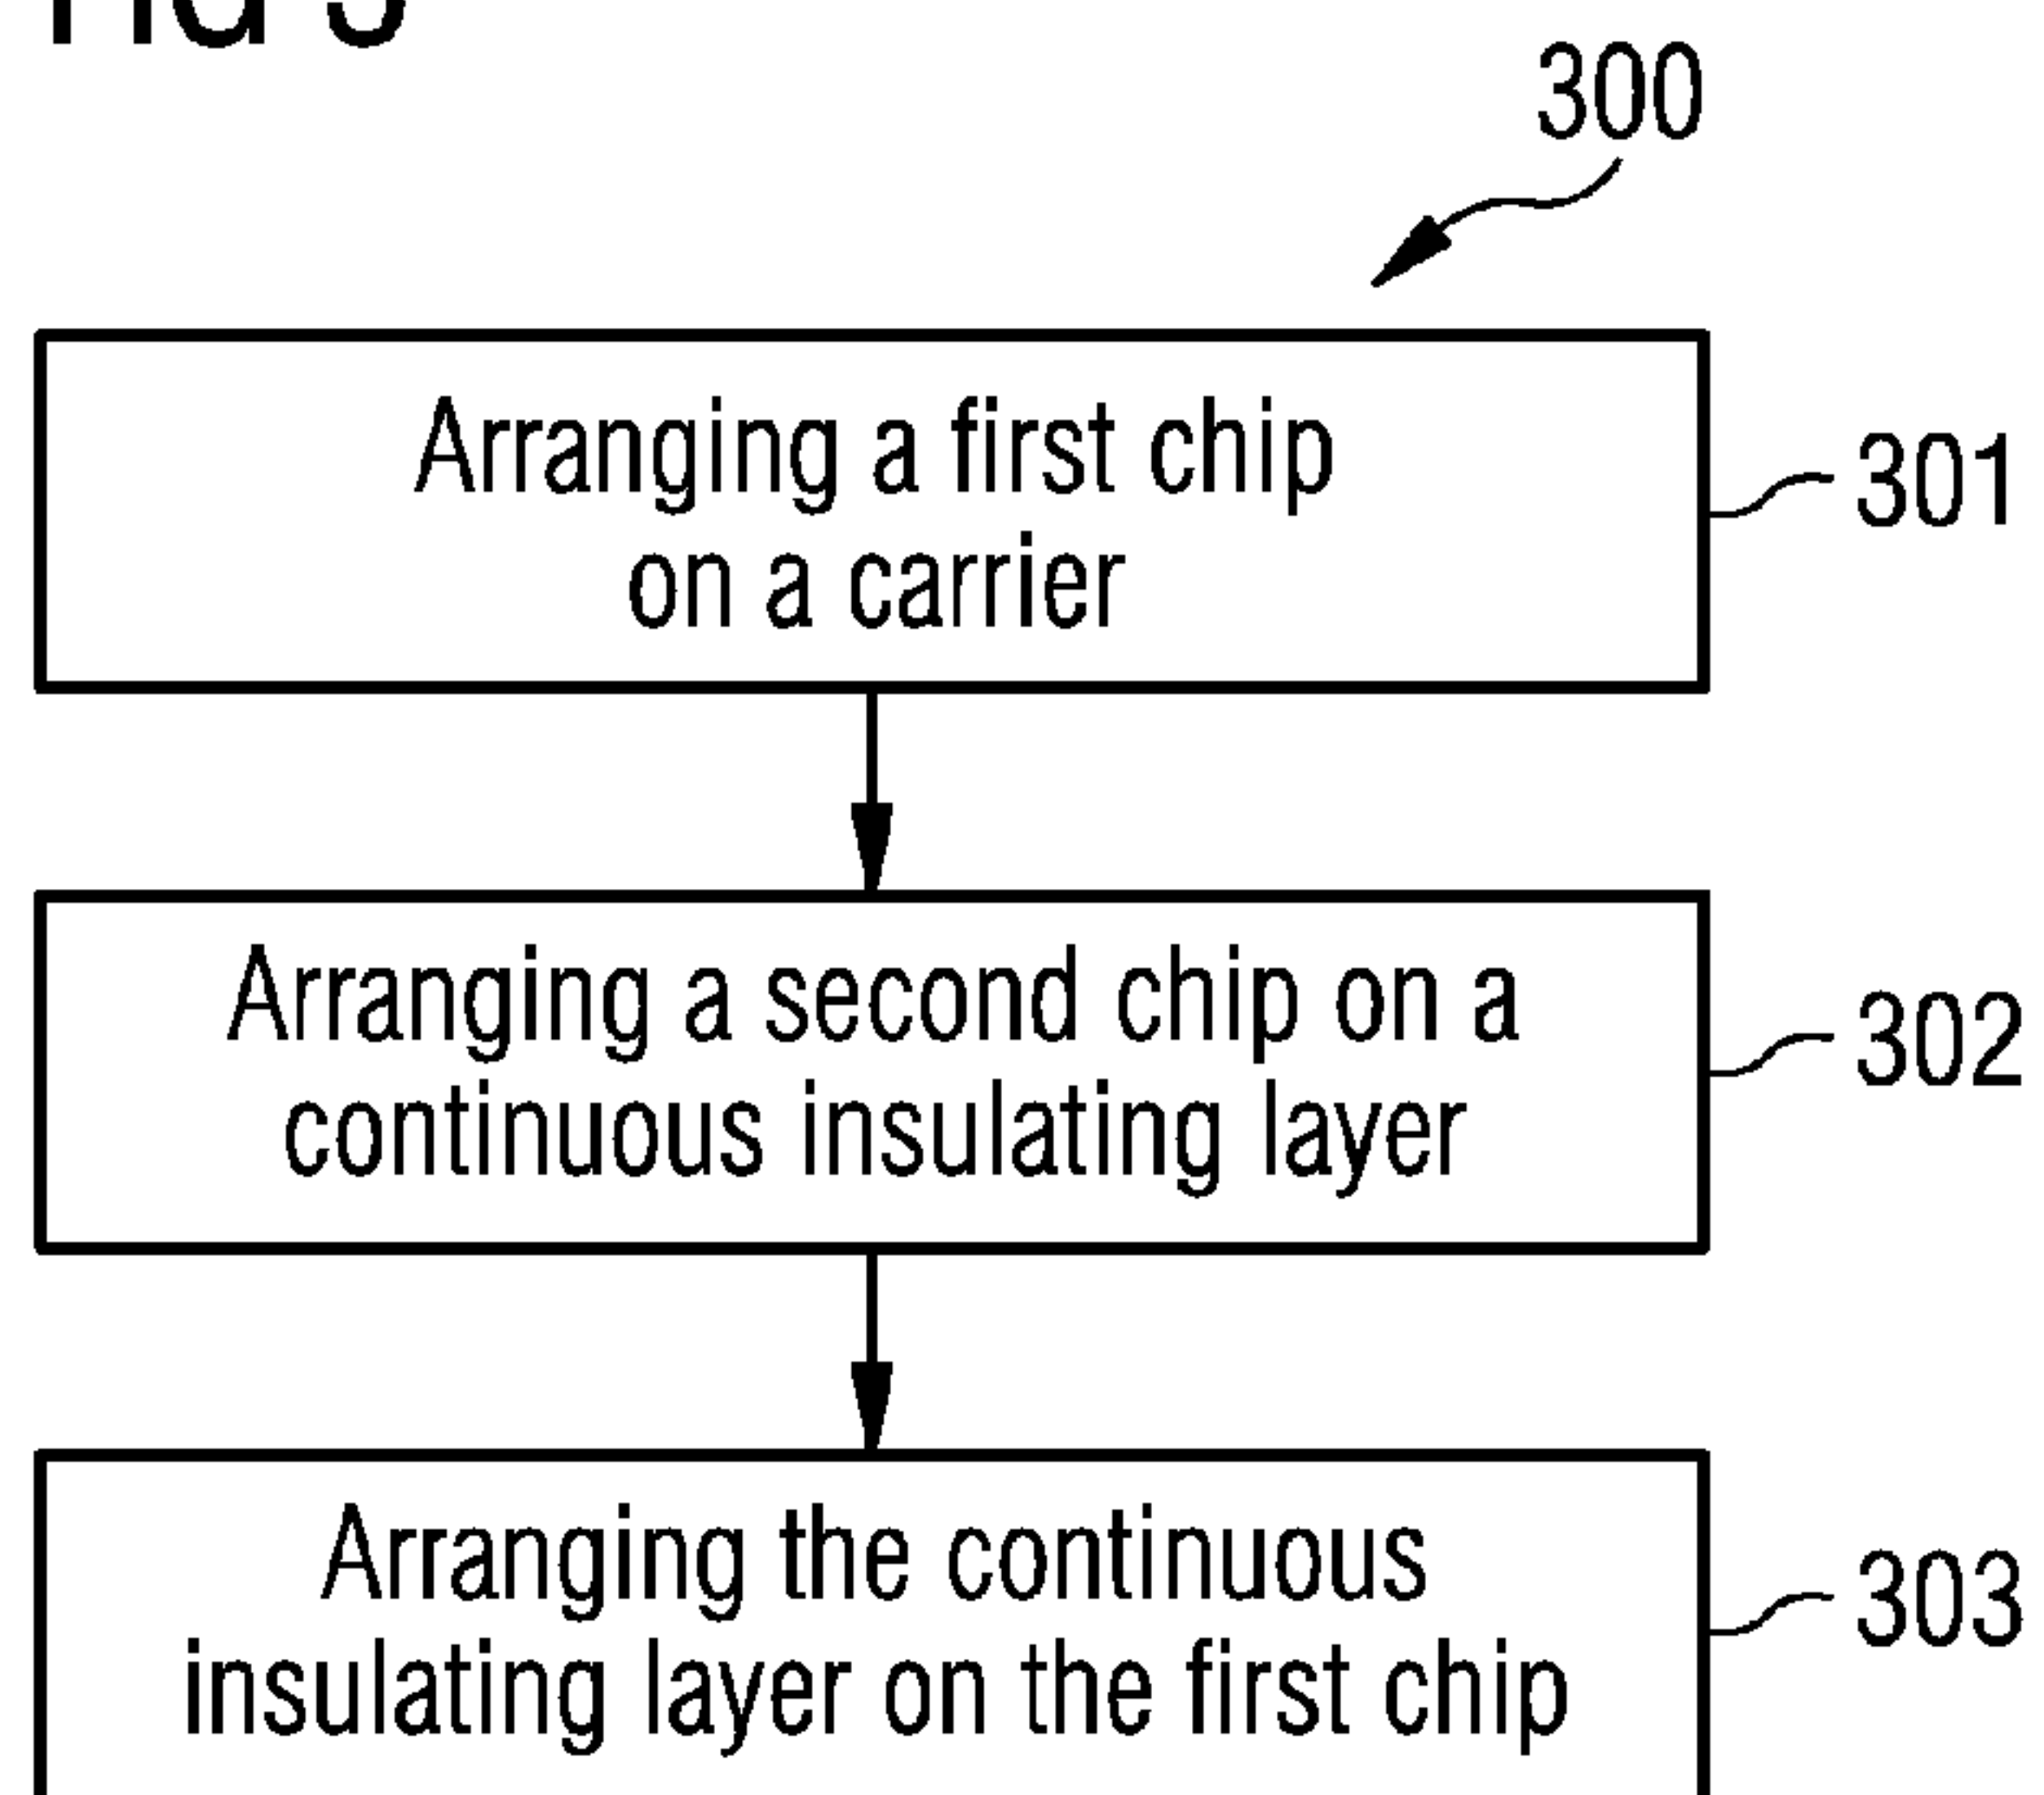 300
Arranging a first chip
on a carrier
301
Arranging a second chip on a
continuous insulating layer
302
Arranging the continuous
insulating layer on the first chip
303